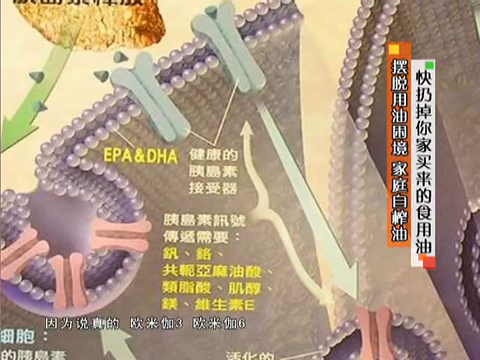 快扔掉你家买来的食用油
摆脱用油困境 家庭自榨油
EPA & DHA
健康的
胰島素
接受器
胰島素訊號
傳遞需要：
釩、鉻、
共軛亞麻油酸、
類脂酸、肌醇、
鎂、維生素E
因为说真的 欧米伽3 欧米伽6
細胞：
的胰島素
活化的